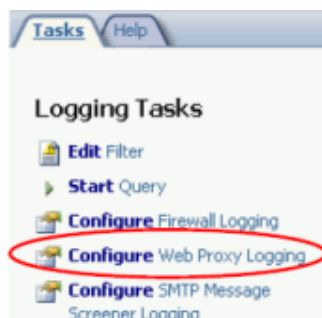 Tasks Help
Logging Tasks
Edit Filter
Start Query
Configure Firewall Logging
Configure Web Proxy Logging
Configure SMTP Message
Screener Logging